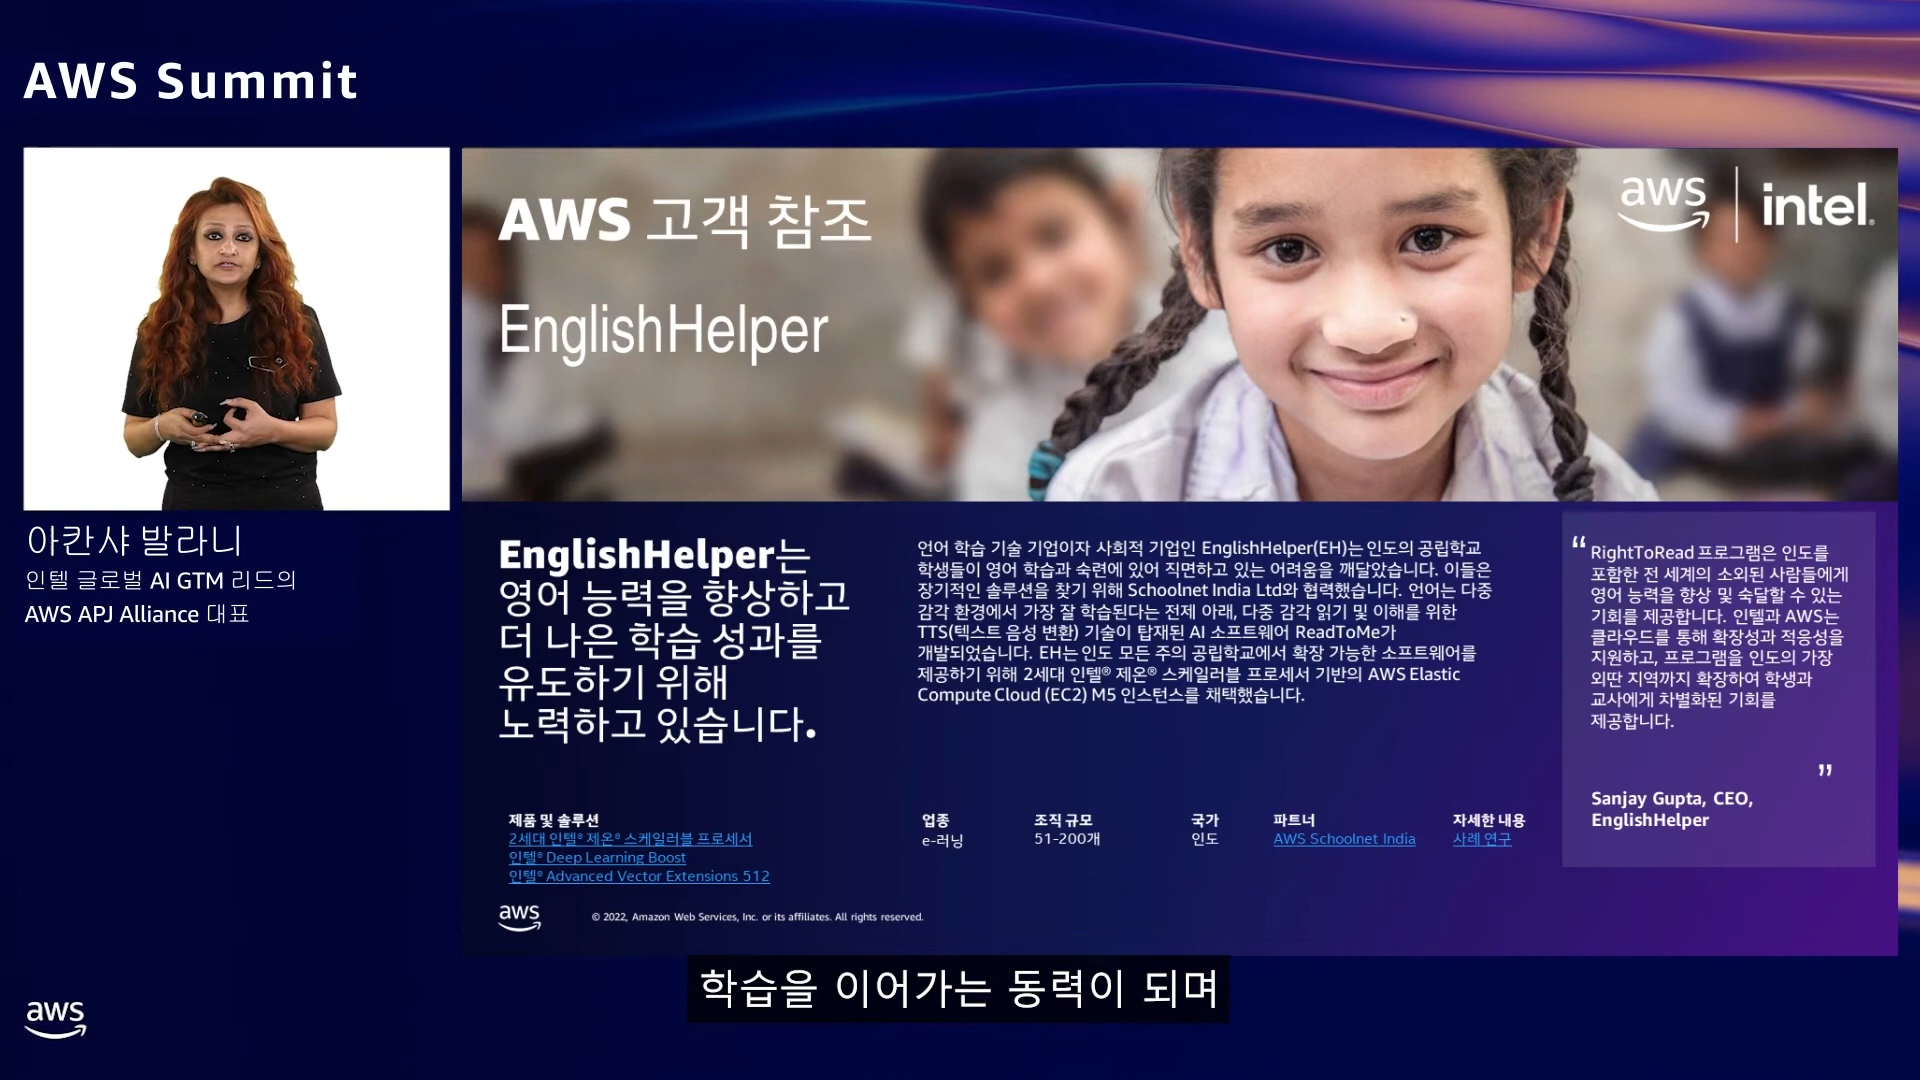 AWS Summit
아칸샤 발라니
인텔 글로벌 AI GTM 리드의
AWS APJ Alliance 대표
AWS 고객 참조
EnglishHelper
aws
intel.
EnglishHelper는
영어 능력을 향상하고
더 나은 학습 성과를
유도하기 위해
노력하고 있습니다.
언어 학습 기술 기업이자 사회적 기업인 EnglishHelper(EH)는 인도의 공립학교
학생들이 영어 학습과 숙련에 있어 직면하고 있는 어려움을 깨달았습니다. 이들은
장기적인 솔루션을 찾기 위해 Schoolnet India Ltd와 협력했습니다. 언어는 다중
감각 환경에서 가장 잘 학습된다는 전제 아래, 다중 감각 읽기 및 이해를 위한
TTS(텍스트 음성 변환) 기술이 탑재된 AI 소프트웨어 ReadToMe가
개발되었습니다. EH는 인도 모든 주의 공립학교에서 확장 가능한 소프트웨어를
제공하기 위해 2세대 인텔® 제온® 스케일러블 프로세서 기반의 AWS Elastic
Compute Cloud (EC2) M5 인스턴스를 채택했습니다.
“RightToRead 프로그램은 인도를
포함한 전 세계의 소외된 사람들에게
영어 능력을 향상 및 숙달할 수 있는
기회를 제공합니다. 인텔과 AWS는
클라우드를 통해 확장성과 적응성을
지원하고, 프로그램을 인도의 가장
외딴 지역까지 확장하여 학생과
교사에게 차별화된 기회를
제공합니다.
”
Sanjay Gupta, CEO,
EnglishHelper
제품 및 솔루션
2세대 인텔® 제온® 스케일러블 프로세서
인텔® Deep Learning Boost
인텔® Advanced Vector Extensions 512
업종
e-러닝
조직 규모
51-200개
국가
인도
파트너
AWS Schoolnet India
자세한 내용
사례 연구
aws
© 2022, Amazon Web Services, Inc. or its affiliates. All rights reserved.
학습을 이어가는 동력이 되며
aws